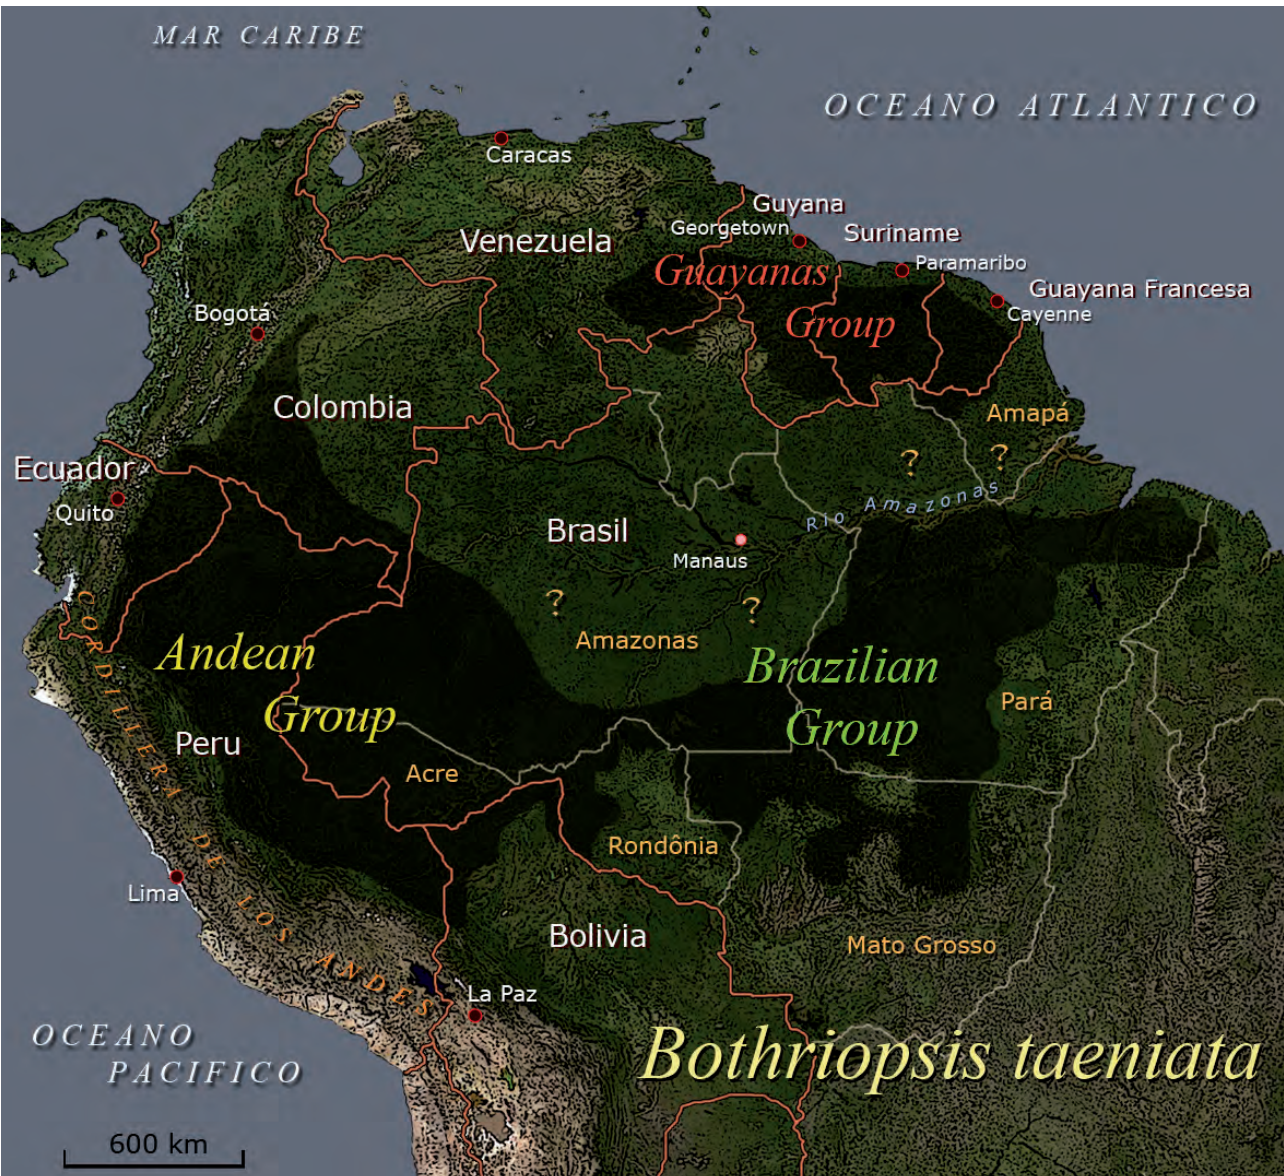 MAR CARIBE
OCEANO ATLANTICO
Caracas
Guyana
Georgetown
Suriname
Venezuela
Paramaribo
Guayanas
Group
Guayana Francesa
Cayenne
Bogotá
Colombia
Amapá
Ecuador
Quito
?
?
Rio Amazonas
Brasil
Manaus
?
?
Amazonas
Andean
Group
Brazilian
Group
Pará
Peru
Acre
Rondônia
Lima
CORDILLERA DE LOS ANDES
Bolivia
Mato Grosso
La Paz
OCEANO
PACIFICO
Bothriopsis taeniata
600 km